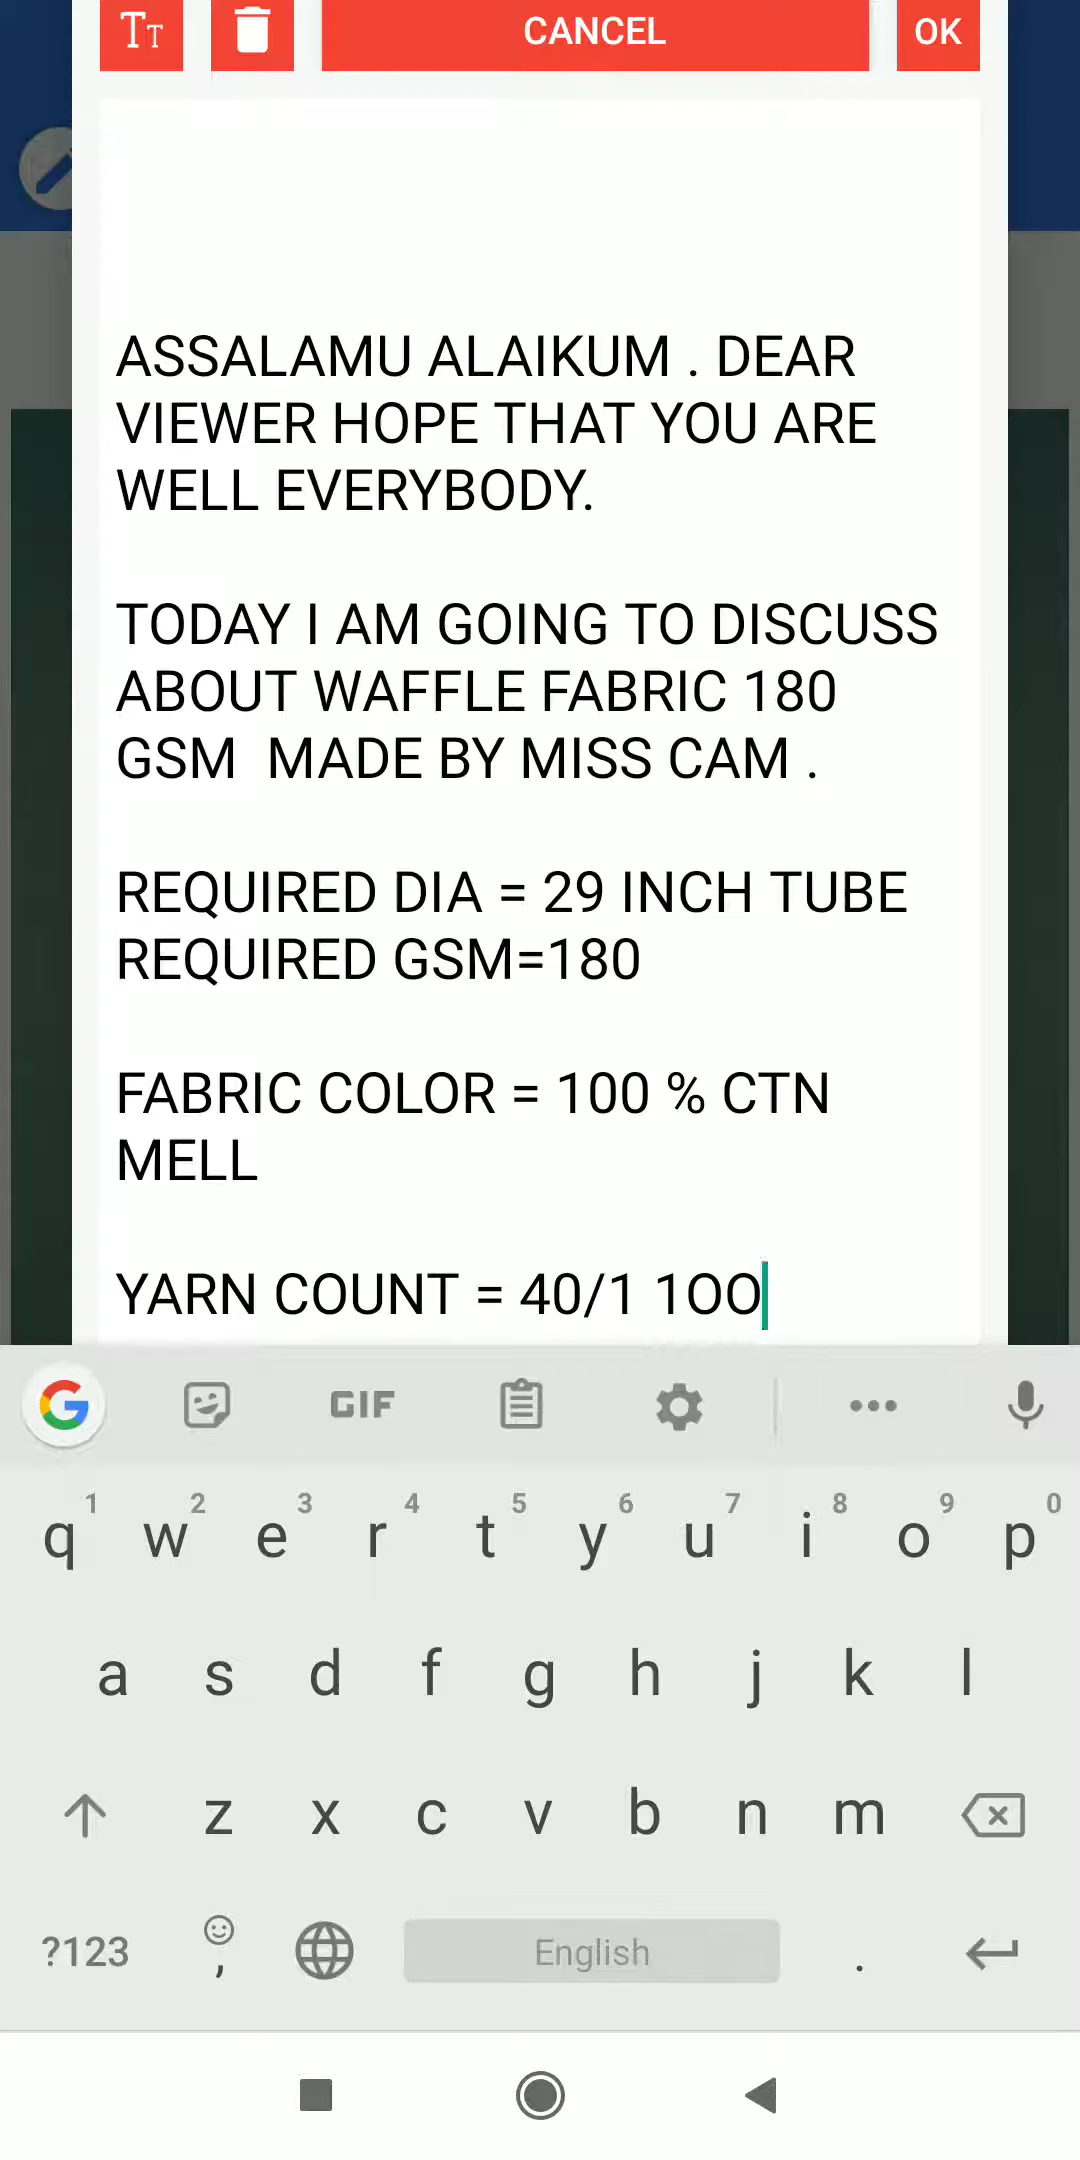 TT
CANCEL
OK
ASSALAMU ALAIKUM . DEAR
VIEWER HOPE THAT YOU ARE
WELL EVERYBODY.
TODAY I AM GOING TO DISCUSS
ABOUT WAFFLE FABRIC 180
GSM  MADE BY MISS CAM .
REQUIRED DIA = 29 INCH TUBE
REQUIRED GSM=180
FABRIC COLOR = 100 % CTN
MELL
YARN COUNT = 40/1 1OO
G GIF
1 2 3 4 5 6 7 8 9 0
q w e r t y u i o p
a s d f g h j k l
z x c v b n m
?123 , English .